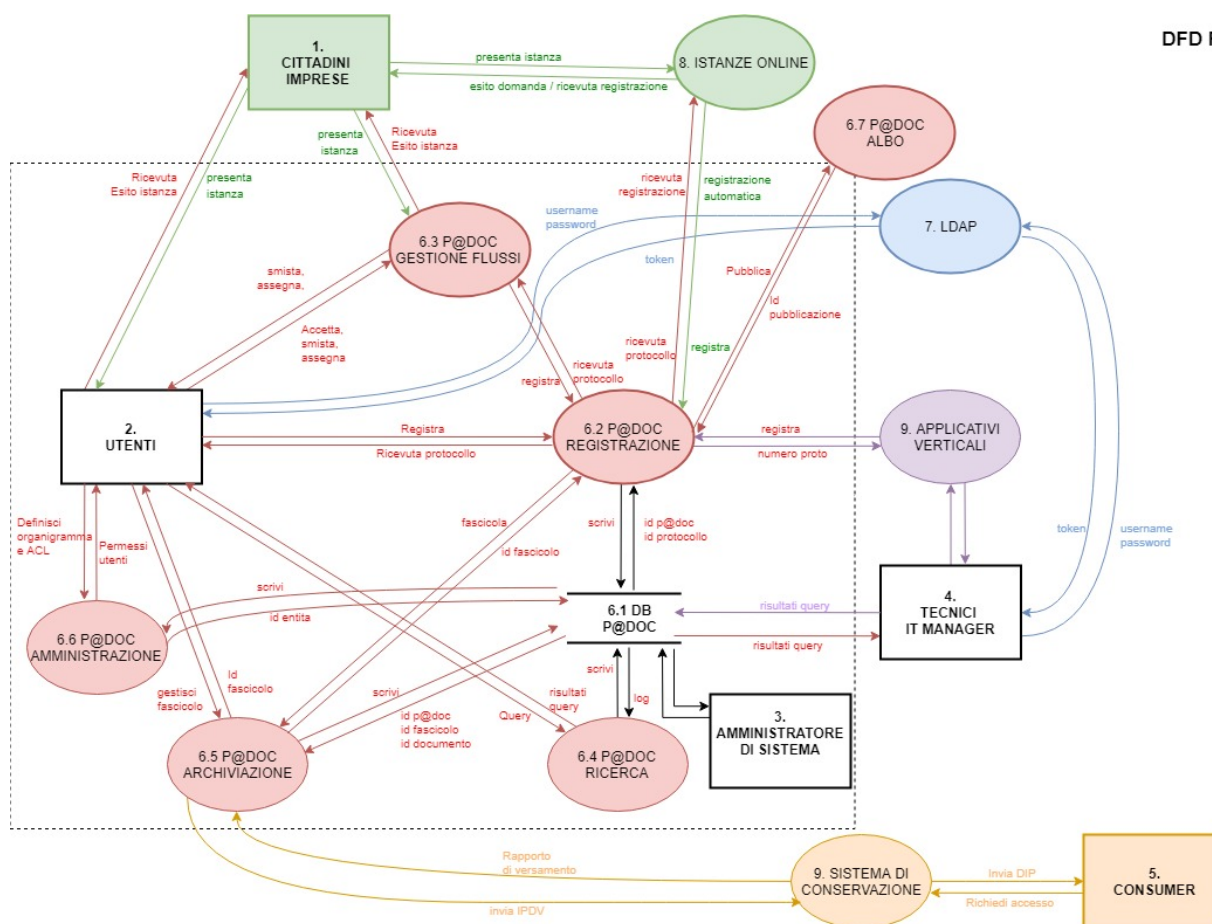 DFD F
1.
CITTADINI
IMPRESE
presenta istanza
esito domanda / ricevuta registrazione
8. ISTANZE ONLINE
6.7 P@DOC
ALBO
presenta
istanza
Ricevuta
Esito istanza
Ricevuta
Esito istanza
presenta
istanza
ricevuta
registrazione
registrazione
automatica
username
password
7. LDAP
6.3 P@DOC
GESTIONE FLUSSI
token
smista,
assegna,
Pubblica
Id
pubblicazione
Accetta,
smista,
assegna
ricevuta
protocollo
registra
ricevuta
protocollo
registra
2.
UTENTI
Registra
Ricevuta protocollo
6.2 P@DOC
REGISTRAZIONE
registra
numero proto
9. APPLICATIVI
VERTICALI
Definisci
organigramma
e ACL
Permessi
utenti
fascicola
id fascicolo
scrivi
id p@doc
id protocollo
token
username
password
scrivi
id entita
6.1 DB
P@DOC
risultati query
risultati query
4.
TECNICI
IT MANAGER
6.6 P@DOC
AMMINISTRAZIONE
Id
fascicolo
gestisci
fascicolo
scrivi
id p@doc
id fascicolo
id documento
risultati
query
Query
scrivi
log
3.
AMMINISTRATORE
DI SISTEMA
6.5 P@DOC
ARCHIVIAZIONE
6.4 P@DOC
RICERCA
Rapporto
di versamento
invia IPDV
9. SISTEMA DI
CONSERVAZIONE
Invia DIP
Richiedi accesso
5.
CONSUMER